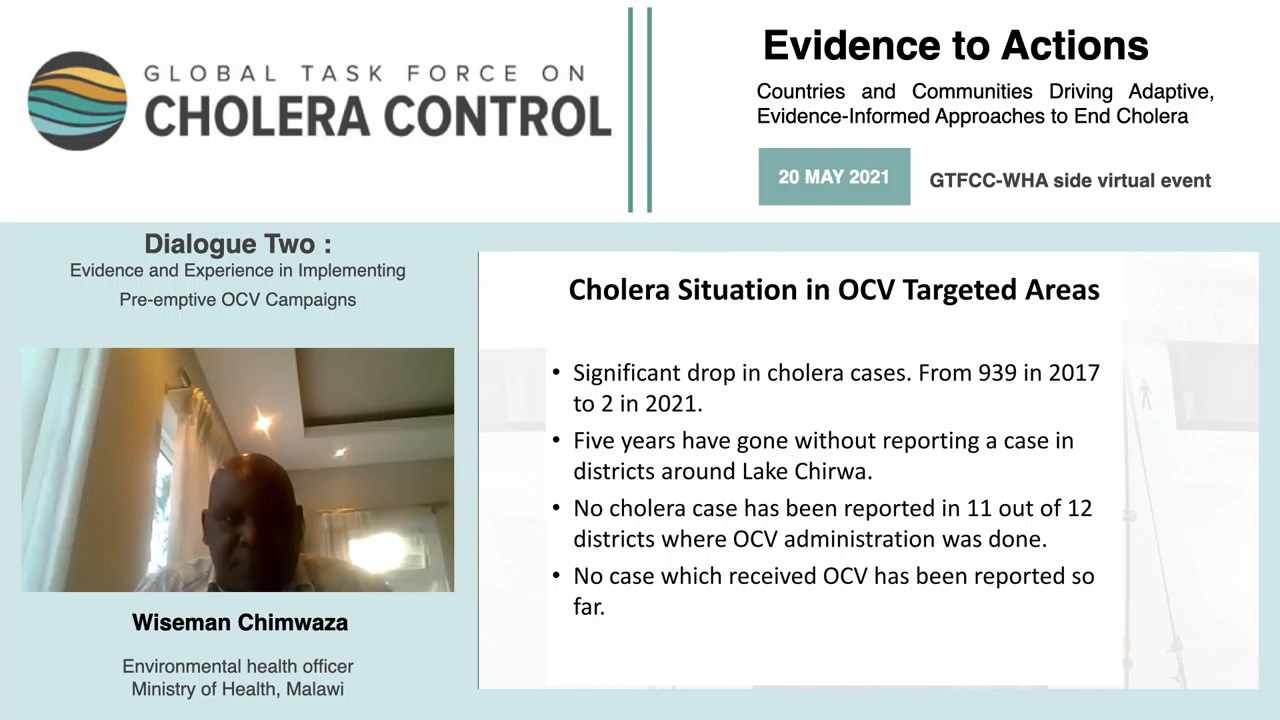 GLOBAL TASK FORCE ON
CHOLERA CONTROL
Evidence to Actions
Countries and Communities Driving Adaptive,
Evidence-Informed Approaches to End Cholera
20 MAY 2021
GTFCC-WHA side virtual event
Dialogue Two :
Evidence and Experience in Implementing
Pre-emptive OCV Campaigns
Wiseman Chimwaza
Environmental health officer
Ministry of Health, Malawi
Cholera Situation in OCV Targeted Areas
• Significant drop in cholera cases. From 939 in 2017
to 2 in 2021.
• Five years have gone without reporting a case in
districts around Lake Chirwa.
• No cholera case has been reported in 11 out of 12
districts where OCV administration was done.
• No case which received OCV has been reported so
far.